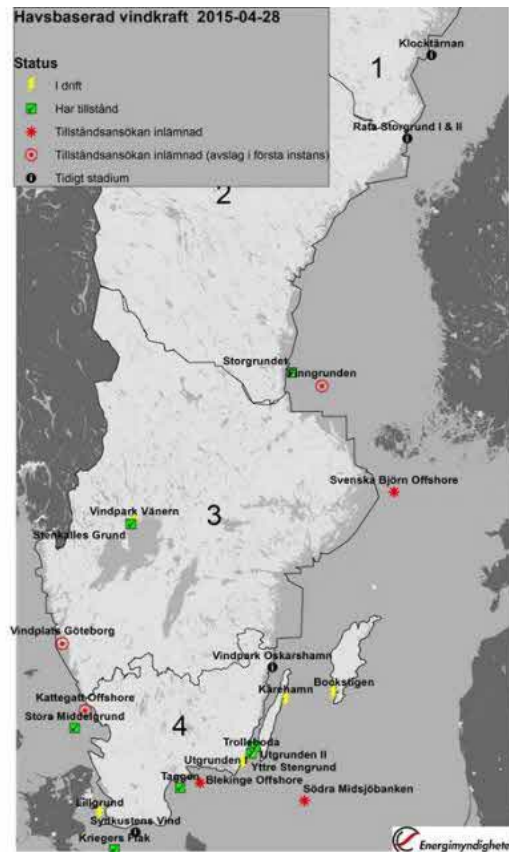 Havsbaserad vindkraft 2015-04-28
Status
I drift
Har tillstånd
Tillståndsansökan inlämnad
Tillståndsansökan inlämnad (avslag i första instans)
Tidigt stadium
1
Klocktärnan
Rata Storgrund I & II
2
Storgrundet
Finngrunden
Svenska Björn Offshore
3
Vindpark Vänern
Stenkalles Grund
Vindplats Göteborg
Vindpark Oskarshamn
Bockstigen
Kårehamn
Kattegatt Offshore
Stora Middelgrund
4
Trolleboda
Utgrunden II
Utgrunden I
Yttre Stengrund
Taggen
Blekinge Offshore
Södra Midsjöbanken
Lillgrund
Sydkustens Vind
Kriegers Flak
Energimyndigheten